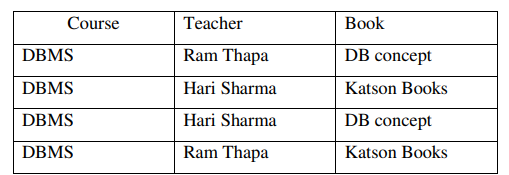 Course Teacher Book
DBMS Ram Thapa DB concept
DBMS Hari Sharma Katson Books
DBMS Hari Sharma DB concept
DBMS Ram Thapa Katson Books